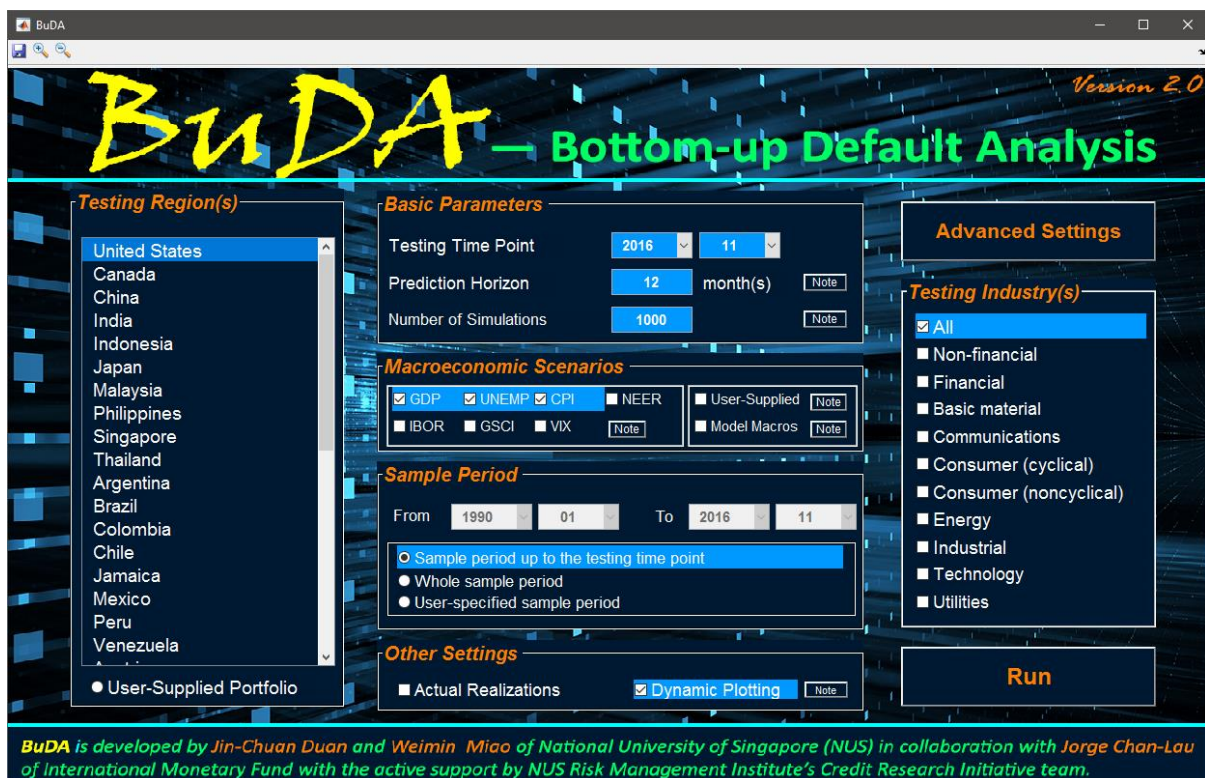 BuDA
Version 2.0
BuDA — Bottom-up Default Analysis
Testing Region(s)
United States
Canada
China
India
Indonesia
Japan
Malaysia
Philippines
Singapore
Thailand
Argentina
Brazil
Colombia
Chile
Jamaica
Mexico
Peru
Venezuela
User-Supplied Portfolio
Basic Parameters
Testing Time Point 2016 11
Prediction Horizon 12 month(s) Note
Number of Simulations 1000 Note
Macroeconomic Scenarios
GDP UNEMP CPI NEER User-Supplied Note
IBOR GSCI VIX Note Model Macros Note
Sample Period
From 1990 01 To 2016 11
Sample period up to the testing time point
Whole sample period
User-specified sample period
Other Settings
Actual Realizations Dynamic Plotting Note
Advanced Settings
Testing Industry(s)
All
Non-financial
Financial
Basic material
Communications
Consumer (cyclical)
Consumer (noncyclical)
Energy
Industrial
Technology
Utilities
Run
BuDA is developed by Jin-Chuan Duan and Weimin Miao of National University of Singapore (NUS) in collaboration with Jorge Chan-Lau
of International Monetary Fund with the active support by NUS Risk Management Institute's Credit Research Initiative team.